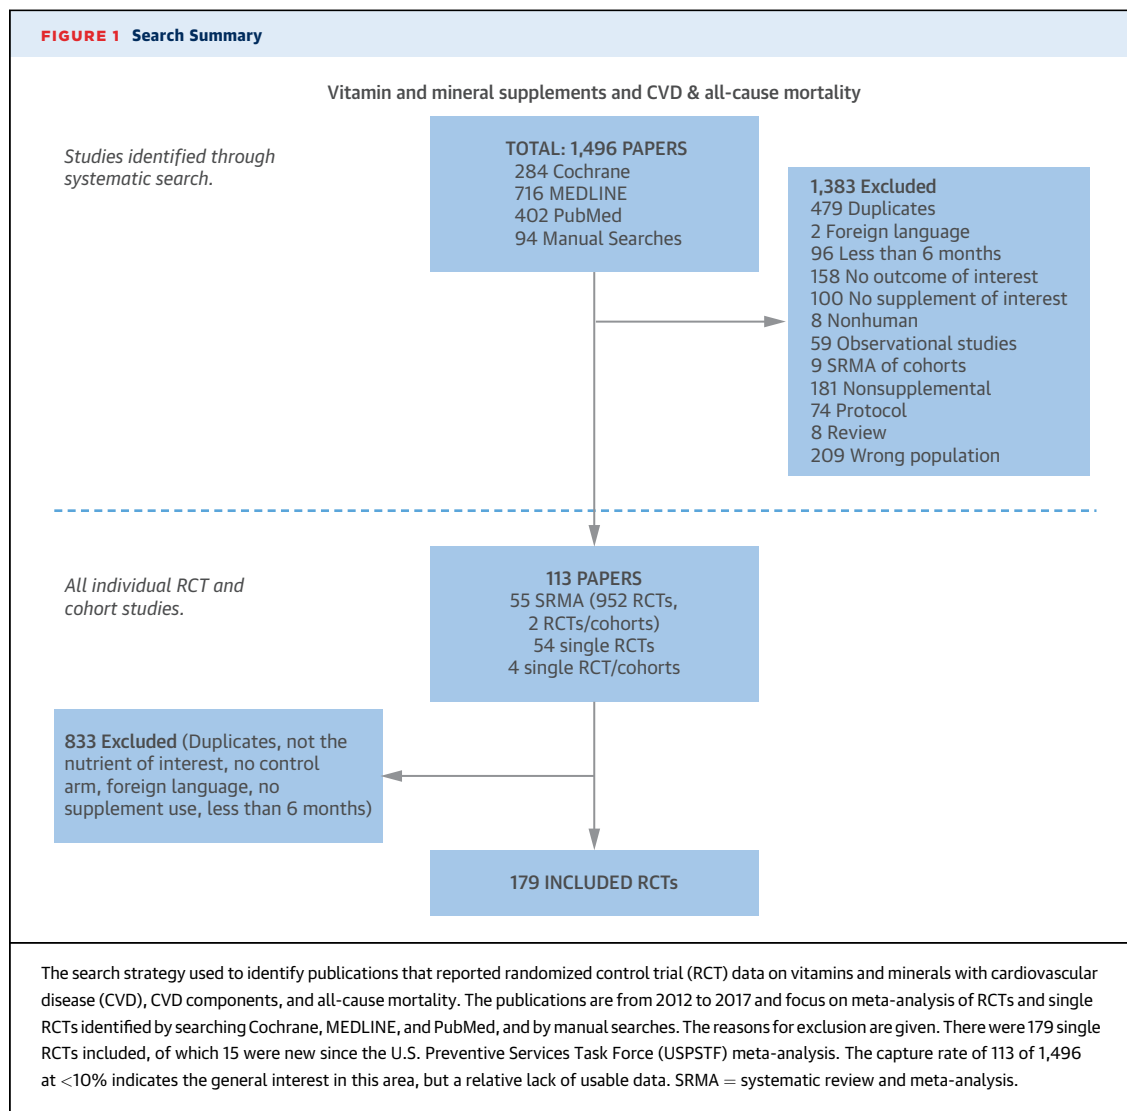 FIGURE 1 Search Summary
Vitamin and mineral supplements and CVD & all-cause mortality
Studies identified through
systematic search.
TOTAL: 1,496 PAPERS
284 Cochrane
716 MEDLINE
402 PubMed
94 Manual Searches
1,383 Excluded
479 Duplicates
2 Foreign language
96 Less than 6 months
158 No outcome of interest
100 No supplement of interest
8 Nonhuman
59 Observational studies
9 SRMA of cohorts
181 Nonsupplemental
74 Protocol
8 Review
209 Wrong population
All individual RCT and
cohort studies.
113 PAPERS
55 SRMA (952 RCTs,
2 RCTs/cohorts)
54 single RCTs
4 single RCT/cohorts
833 Excluded (Duplicates, not the
nutrient of interest, no control
arm, foreign language, no
supplement use, less than 6 months)
179 INCLUDED RCTs
The search strategy used to identify publications that reported randomized control trial (RCT) data on vitamins and minerals with cardiovascular
disease (CVD), CVD components, and all-cause mortality. The publications are from 2012 to 2017 and focus on meta-analysis of RCTs and single
RCTs identified by searching Cochrane, MEDLINE, and PubMed, and by manual searches. The reasons for exclusion are given. There were 179 single
RCTs included, of which 15 were new since the U.S. Preventive Services Task Force (USPSTF) meta-analysis. The capture rate of 113 of 1,496
at <10% indicates the general interest in this area, but a relative lack of usable data. SRMA = systematic review and meta-analysis.